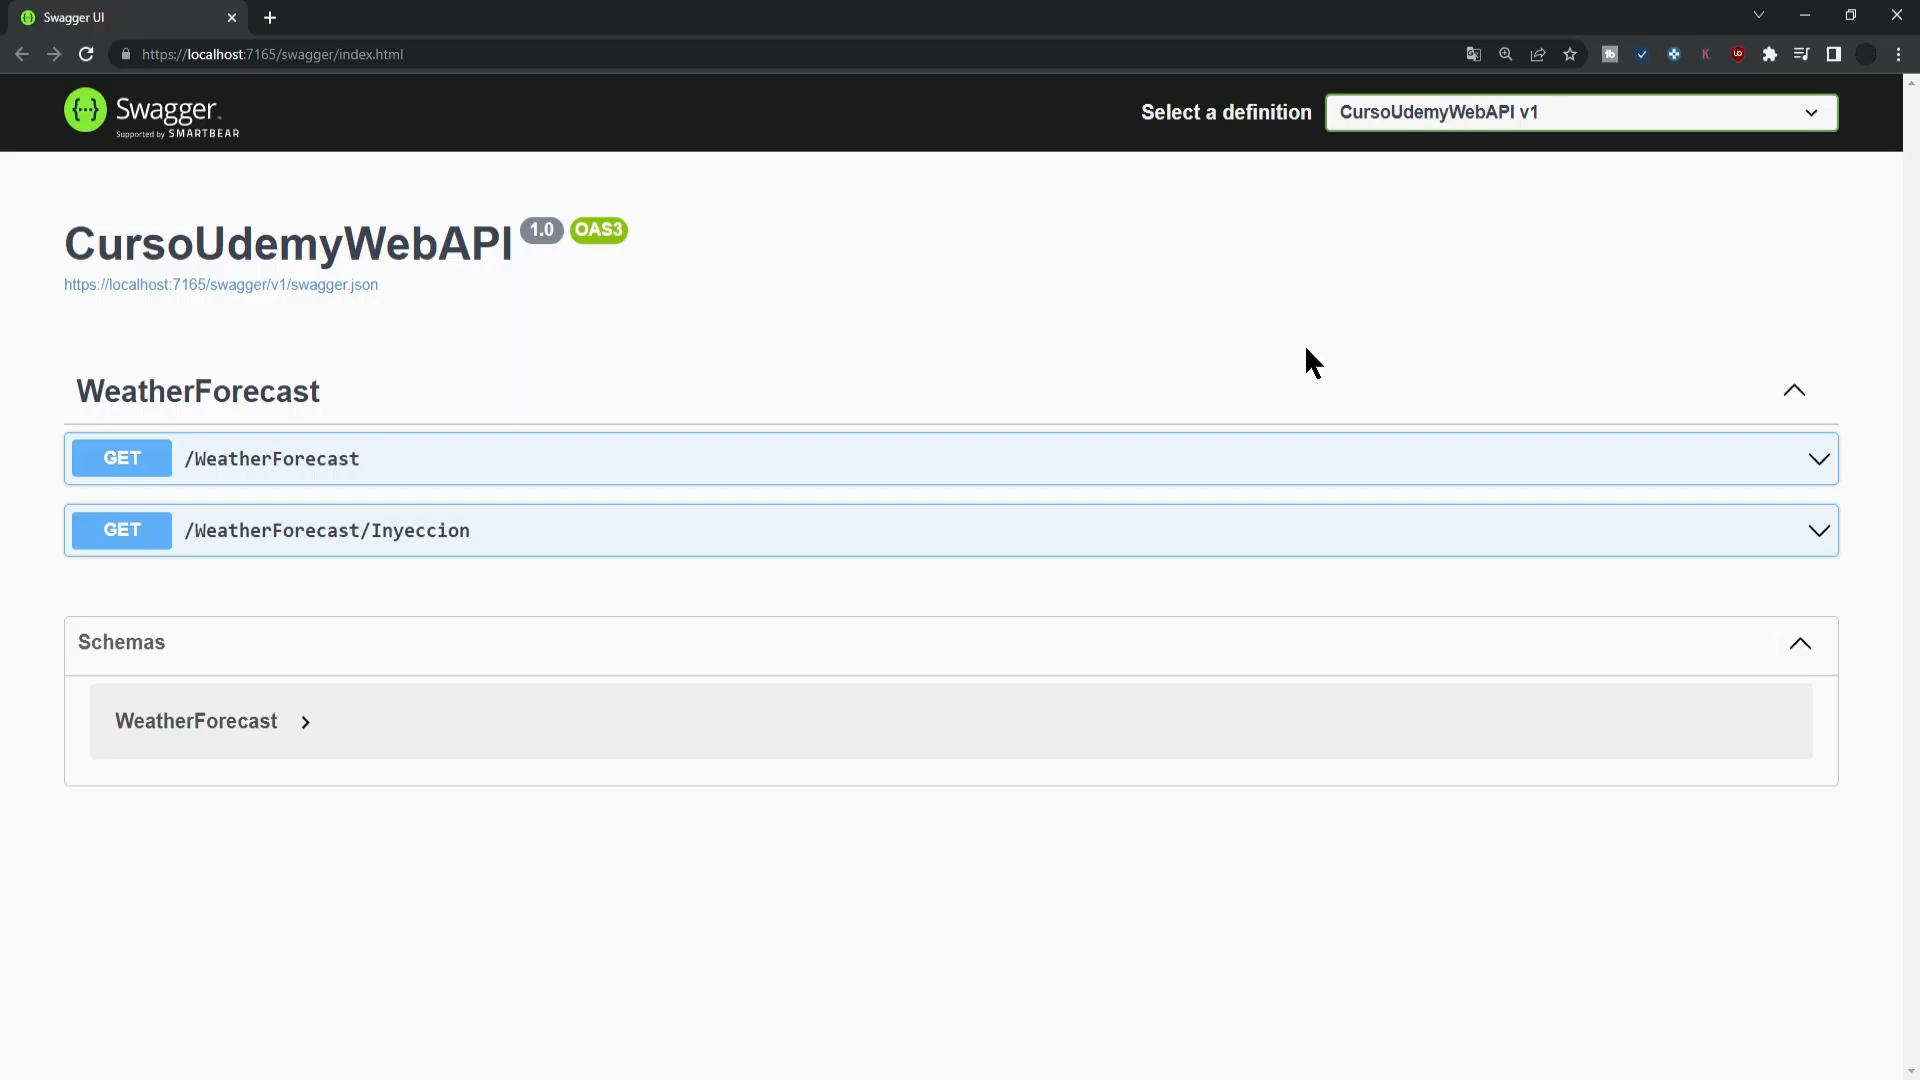 Swagger UI
https://localhost:7165/swagger/index.html
Swagger.
Supported by SMARTBEAR
Select a definition
CursoUdemyWebAPI v1
CursoUdemyWebAPI 1.0 OAS3
https://localhost:7165/swagger/v1/swagger.json
WeatherForecast
GET /WeatherForecast
GET /WeatherForecast/Inyeccion
Schemas
WeatherForecast